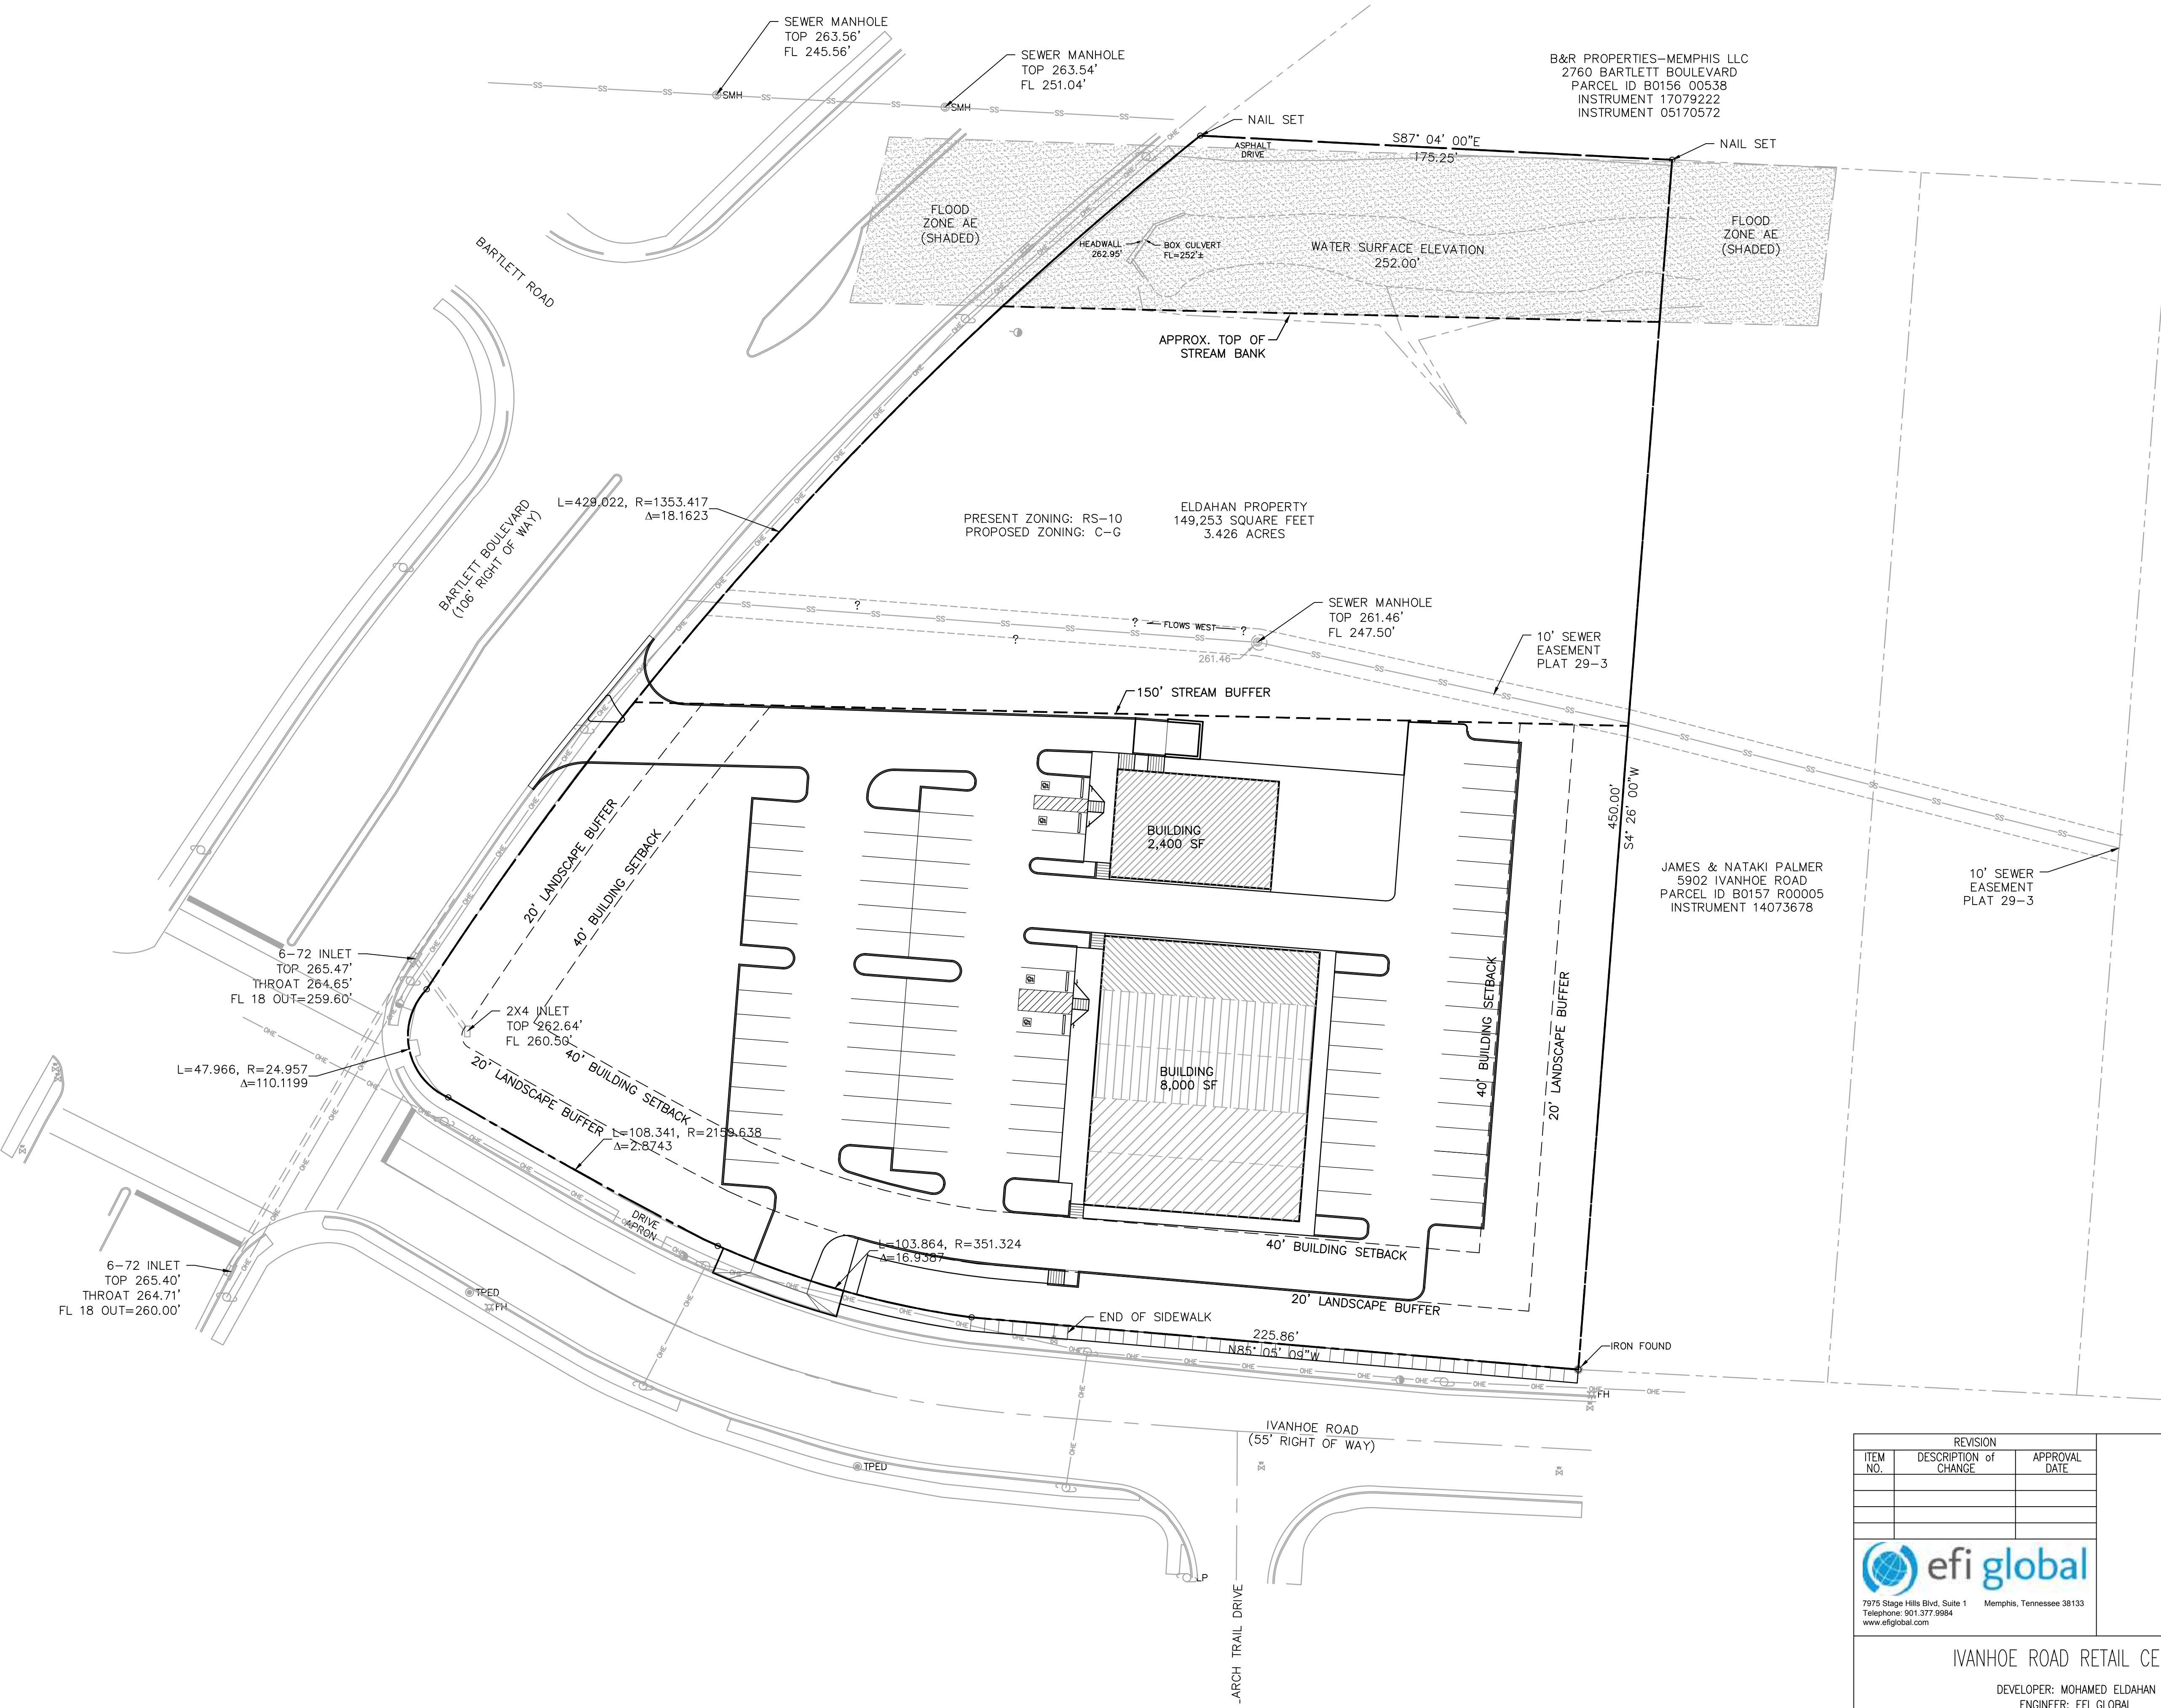 SEWER MANHOLE
TOP 263.56'
FL 245.56'
SEWER MANHOLE
TOP 263.54'
FL 251.04'
B&R PROPERTIES-MEMPHIS LLC
2760 BARTLETT BOULEVARD
PARCEL ID B0156 00538
INSTRUMENT 17079222
INSTRUMENT 05170572
SMH
SMH
NAIL SET
S87° 04' 00"E
175.25'
NAIL SET
ASPHALT
DRIVE
FLOOD
ZONE AE
(SHADED)
HEADWALL
262.95'
BOX CULVERT
FL=252'±
WATER SURFACE ELEVATION
252.00'
FLOOD
ZONE AE
(SHADED)
BARTLETT ROAD
APPROX. TOP OF
STREAM BANK
L=429.022, R=1353.417
Δ=18.1623
BARTLETT BOULEVARD
(106' RIGHT OF WAY)
PRESENT ZONING: RS-10
PROPOSED ZONING: C-G
ELDAHAN PROPERTY
149,253 SQUARE FEET
3.426 ACRES
? ? FLOWS WEST ?
?
SEWER MANHOLE
TOP 261.46'
FL 247.50'
261.46
10' SEWER
EASEMENT
PLAT 29-3
150' STREAM BUFFER
20' LANDSCAPE BUFFER
40' BUILDING SETBACK
BUILDING
2,400 SF
450.00'
S4° 26' 00"W
JAMES & NATAKI PALMER
5902 IVANHOE ROAD
PARCEL ID B0157 R00005
INSTRUMENT 14073678
10' SEWER
EASEMENT
PLAT 29-3
6-72 INLET
TOP 265.47'
THROAT 264.65'
FL 18 OUT=259.60'
2X4 INLET
TOP 262.64'
FL 260.50'
L=47.966, R=24.957
Δ=110.1199
40' BUILDING SETBACK
20' LANDSCAPE BUFFER
BUILDING
8,000 SF
40' BUILDING SETBACK
20' LANDSCAPE BUFFER
L=108.341, R=2159.638
Δ=2.8743
DRIVE
APRON
L=103.864, R=351.324
Δ=16.9387
40' BUILDING SETBACK
20' LANDSCAPE BUFFER
6-72 INLET
TOP 265.40'
THROAT 264.71'
FL 18 OUT=260.00'
TPED
FH
END OF SIDEWALK
225.86'
N85° 05' 09"W
IRON FOUND
FH
IVANHOE ROAD
(55' RIGHT OF WAY)
TPED
LP
LARCH TRAIL DRIVE
REVISION
ITEM NO.
DESCRIPTION of CHANGE
APPROVAL DATE
efi global
7975 Stage Hills Blvd, Suite 1 Memphis, Tennessee 38133
Telephone: 901.377.9984
www.efiglobal.com
IVANHOE ROAD RETAIL CE
DEVELOPER: MOHAMED ELDAHAN
ENGINEER: EFI GLOBAL